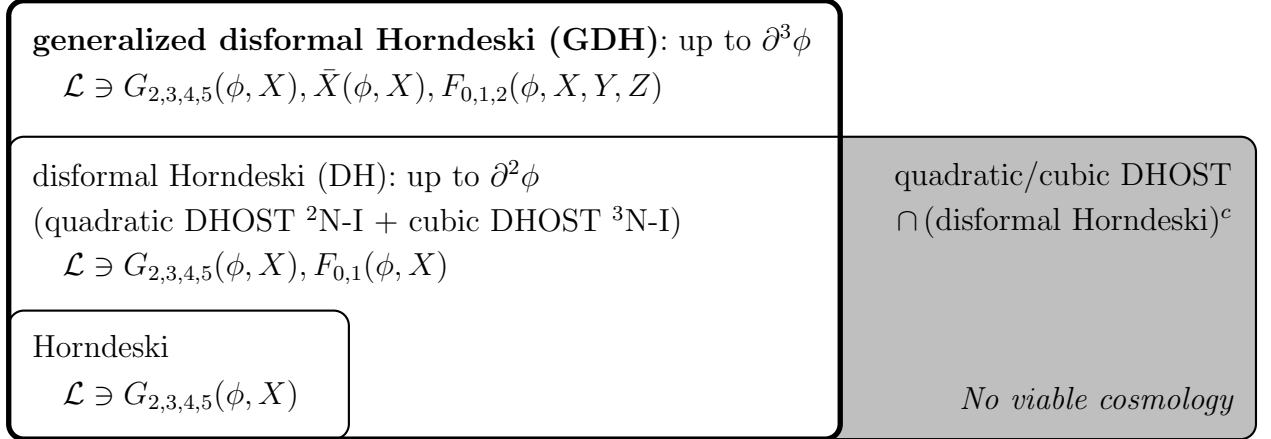 generalized disformal Horndeski (GDH): up to ∂³ϕ
ℒ ∋ G₂,₃,₄,₅(ϕ, X), X̄(ϕ, X), F₀,₁,₂(ϕ, X, Y, Z)
disformal Horndeski (DH): up to ∂²ϕ
(quadratic DHOST ²N-I + cubic DHOST ³N-I)
ℒ ∋ G₂,₃,₄,₅(ϕ, X), F₀,₁(ϕ, X)
quadratic/cubic DHOST
∩ (disformal Horndeski)ᶜ
Horndeski
ℒ ∋ G₂,₃,₄,₅(ϕ, X)
No viable cosmology